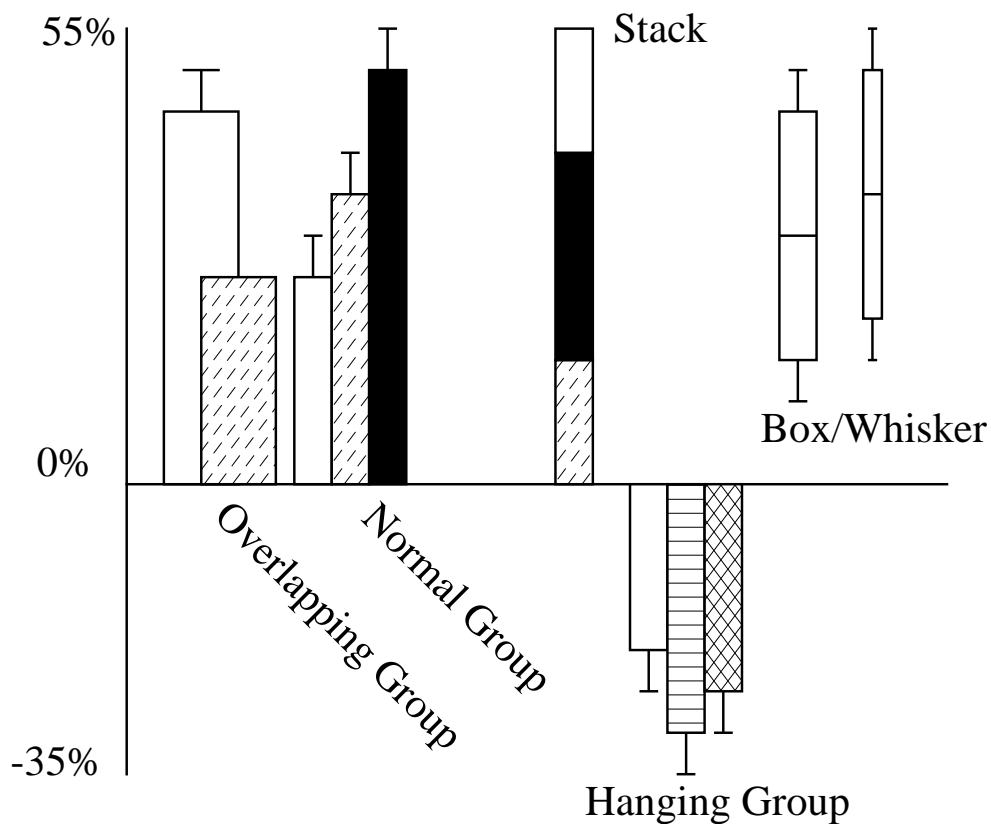 55%
Stack
Box/Whisker
0%
Overlapping Group
Normal Group
-35%
Hanging Group